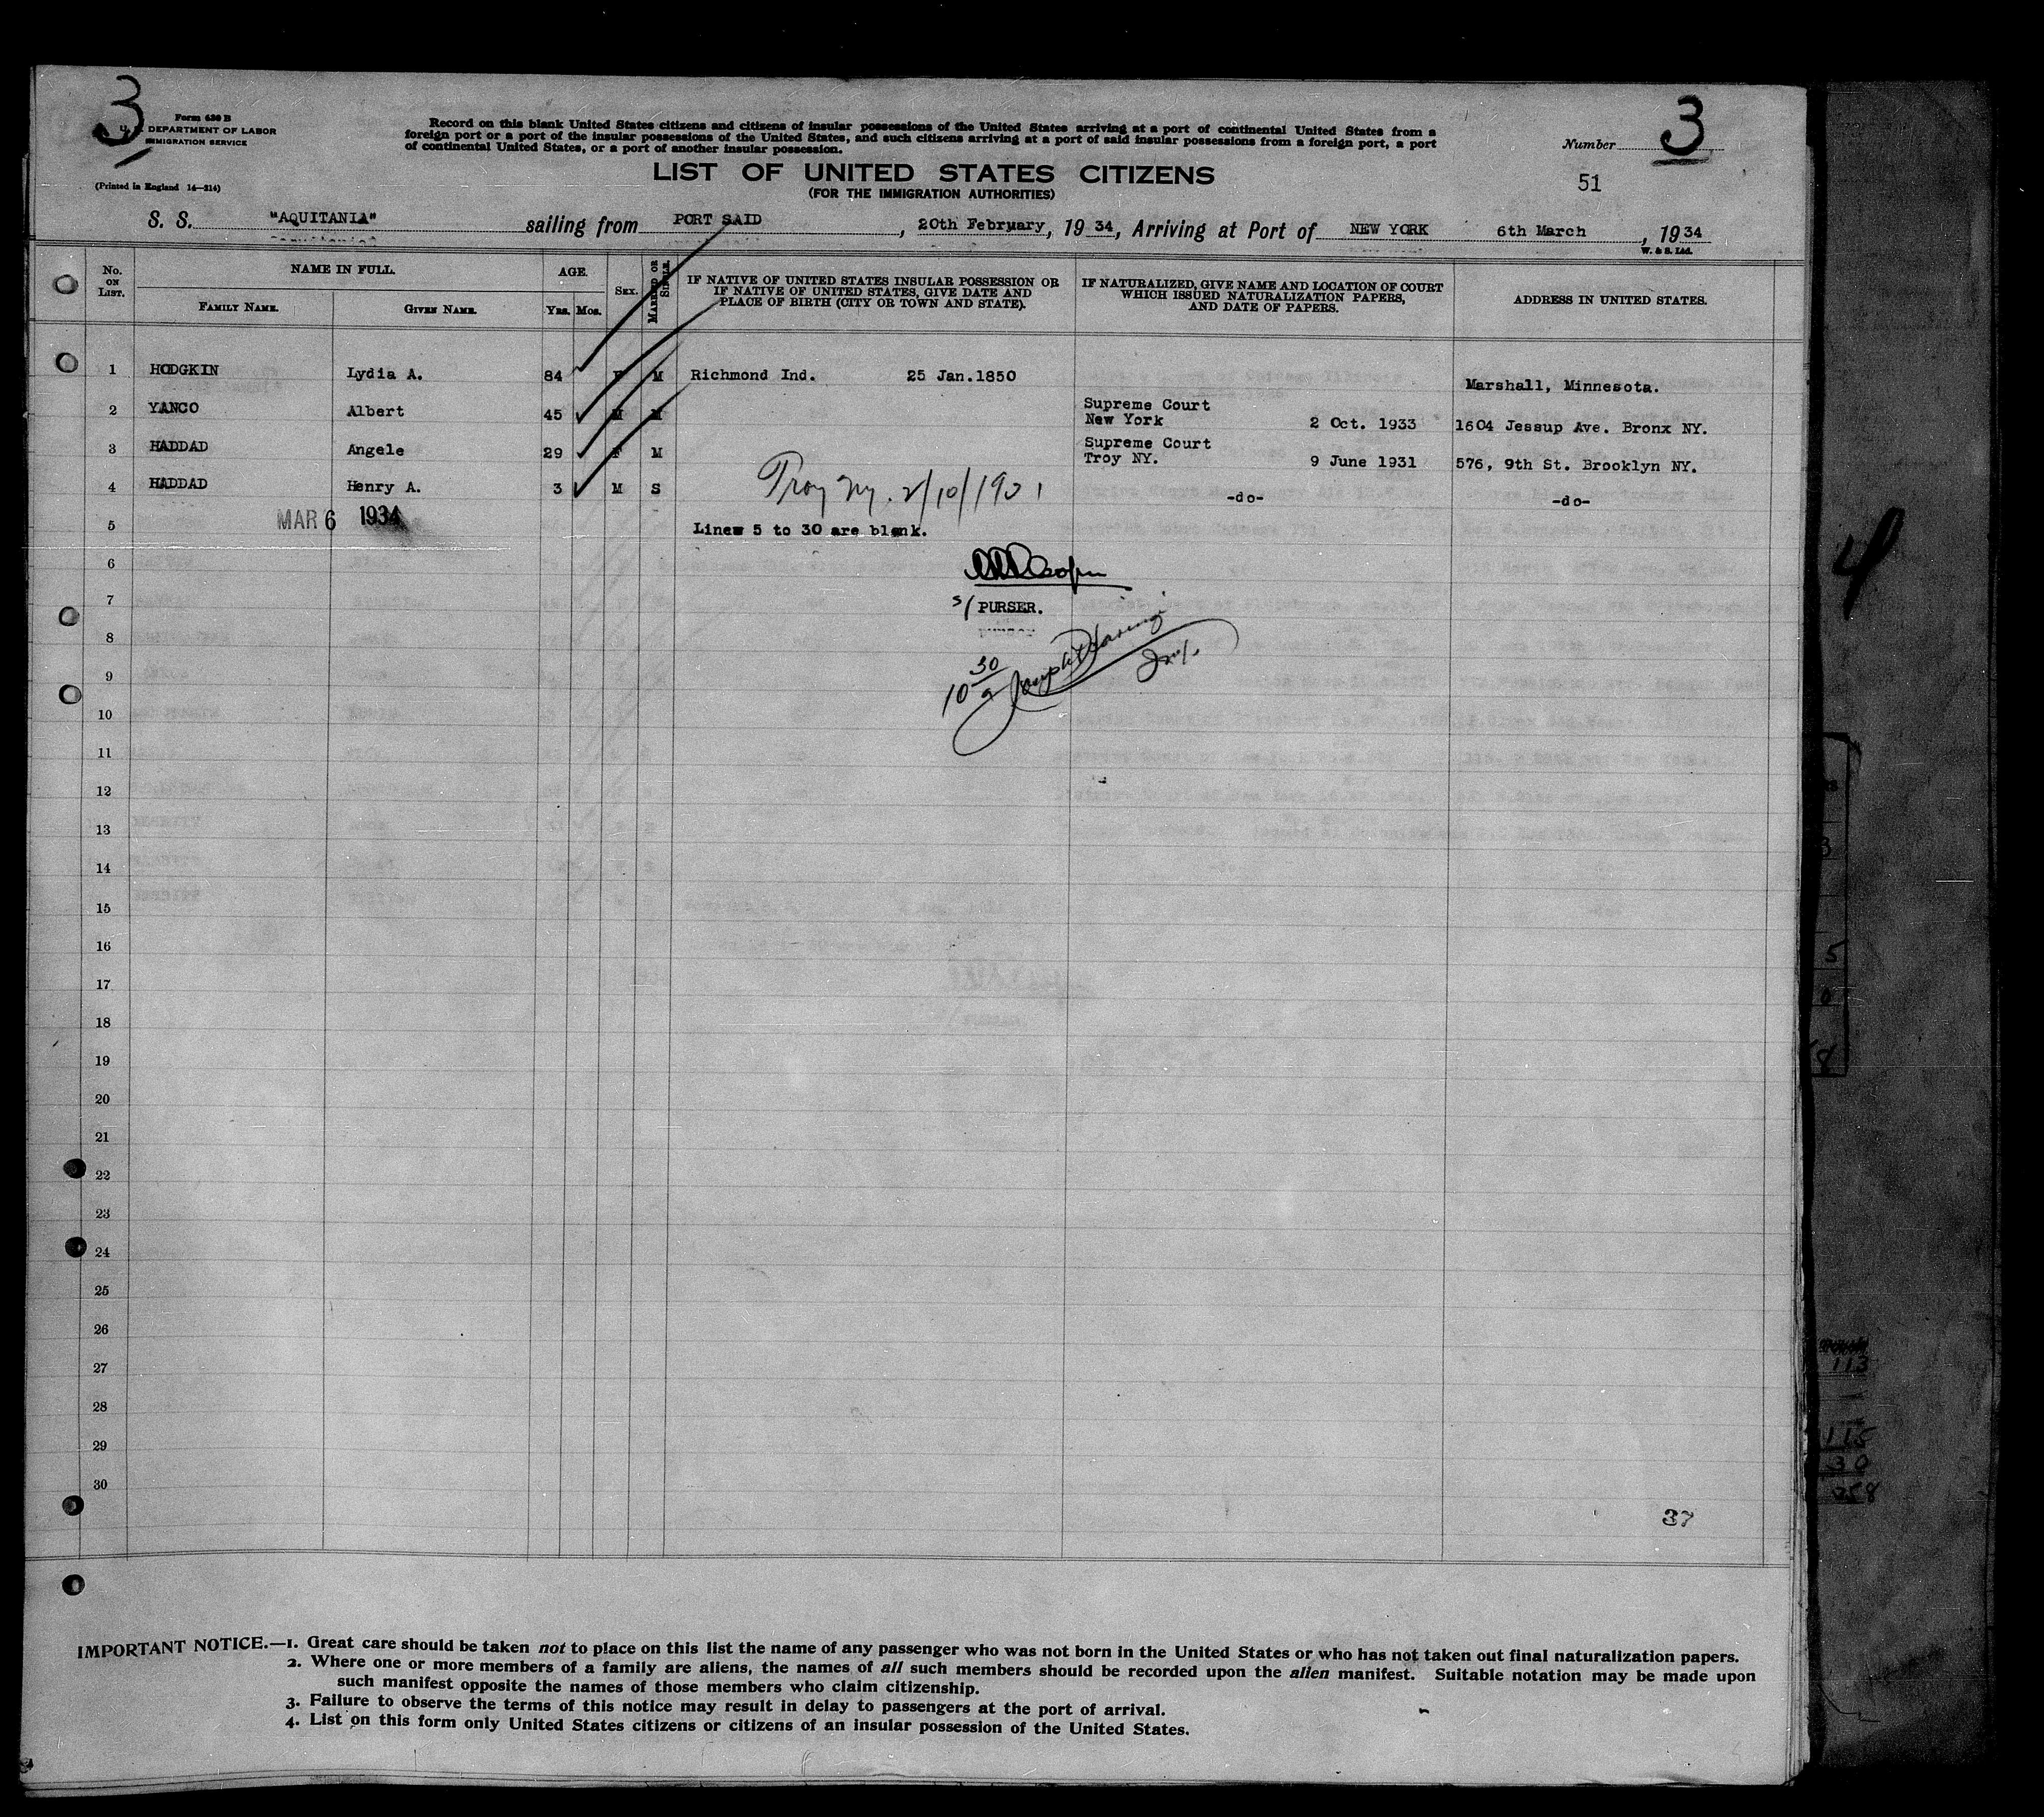 3
3
Form 630 B
DEPARTMENT OF LABOR
IMMIGRATION SERVICE
(Printed in England 14—214)
Record on this blank United States citizens and citizens of insular possessions of the United States arriving at a port of continental United States from a
foreign port or a port of the insular possessions of the United States, and such citizens arriving at a port of said insular possessions from a foreign port, a port
of continental United States, or a port of another insular possession.
Number
LIST OF UNITED STATES CITIZENS
(FOR THE IMMIGRATION AUTHORITIES)
51
S. S. "AQUITANIA" sailing from PORT SAID, 20th February, 19 34, Arriving at Port of NEW YORK 6th March, 19 34
W. & S. Ltd.
No. ON LIST. NAME IN FULL. FAMILY NAME. GIVEN NAME. AGE. YRS. MOS. SEX. MARRIED OR SINGLE. IF NATIVE OF UNITED STATES INSULAR POSSESSION OR IF NATIVE OF UNITED STATES, GIVE DATE AND PLACE OF BIRTH (CITY OR TOWN AND STATE). IF NATURALIZED, GIVE NAME AND LOCATION OF COURT WHICH ISSUED NATURALIZATION PAPERS, AND DATE OF PAPERS. ADDRESS IN UNITED STATES.
1 HODGKIN Lydia A. 84 F M Richmond Ind. 25 Jan.1850 Marshall, Minnesota.
2 YANCO Albert 45 M M Supreme Court New York 2 Oct. 1933 1604 Jessup Ave. Bronx NY.
3 HADDAD Angele 29 F M Supreme Court Troy NY. 9 June 1931 576, 9th St. Brooklyn NY.
4 HADDAD Henry A. 3 M S Troy NY. 2/10/1931 -do- -do-
MAR 6 1934
5 Lines 5 to 30 are blank.
6
7 S/ PURSER.
8
9 10 30 a
10
11
12
13
14
15
16
17
18
19
20
21
22
23
24
25
26
27
28
29
30
37
4
113
115
30
258
IMPORTANT NOTICE.—1. Great care should be taken not to place on this list the name of any passenger who was not born in the United States or who has not taken out final naturalization papers.
2. Where one or more members of a family are aliens, the names of all such members should be recorded upon the alien manifest. Suitable notation may be made upon
such manifest opposite the names of those members who claim citizenship.
3. Failure to observe the terms of this notice may result in delay to passengers at the port of arrival.
4. List on this form only United States citizens or citizens of an insular possession of the United States.